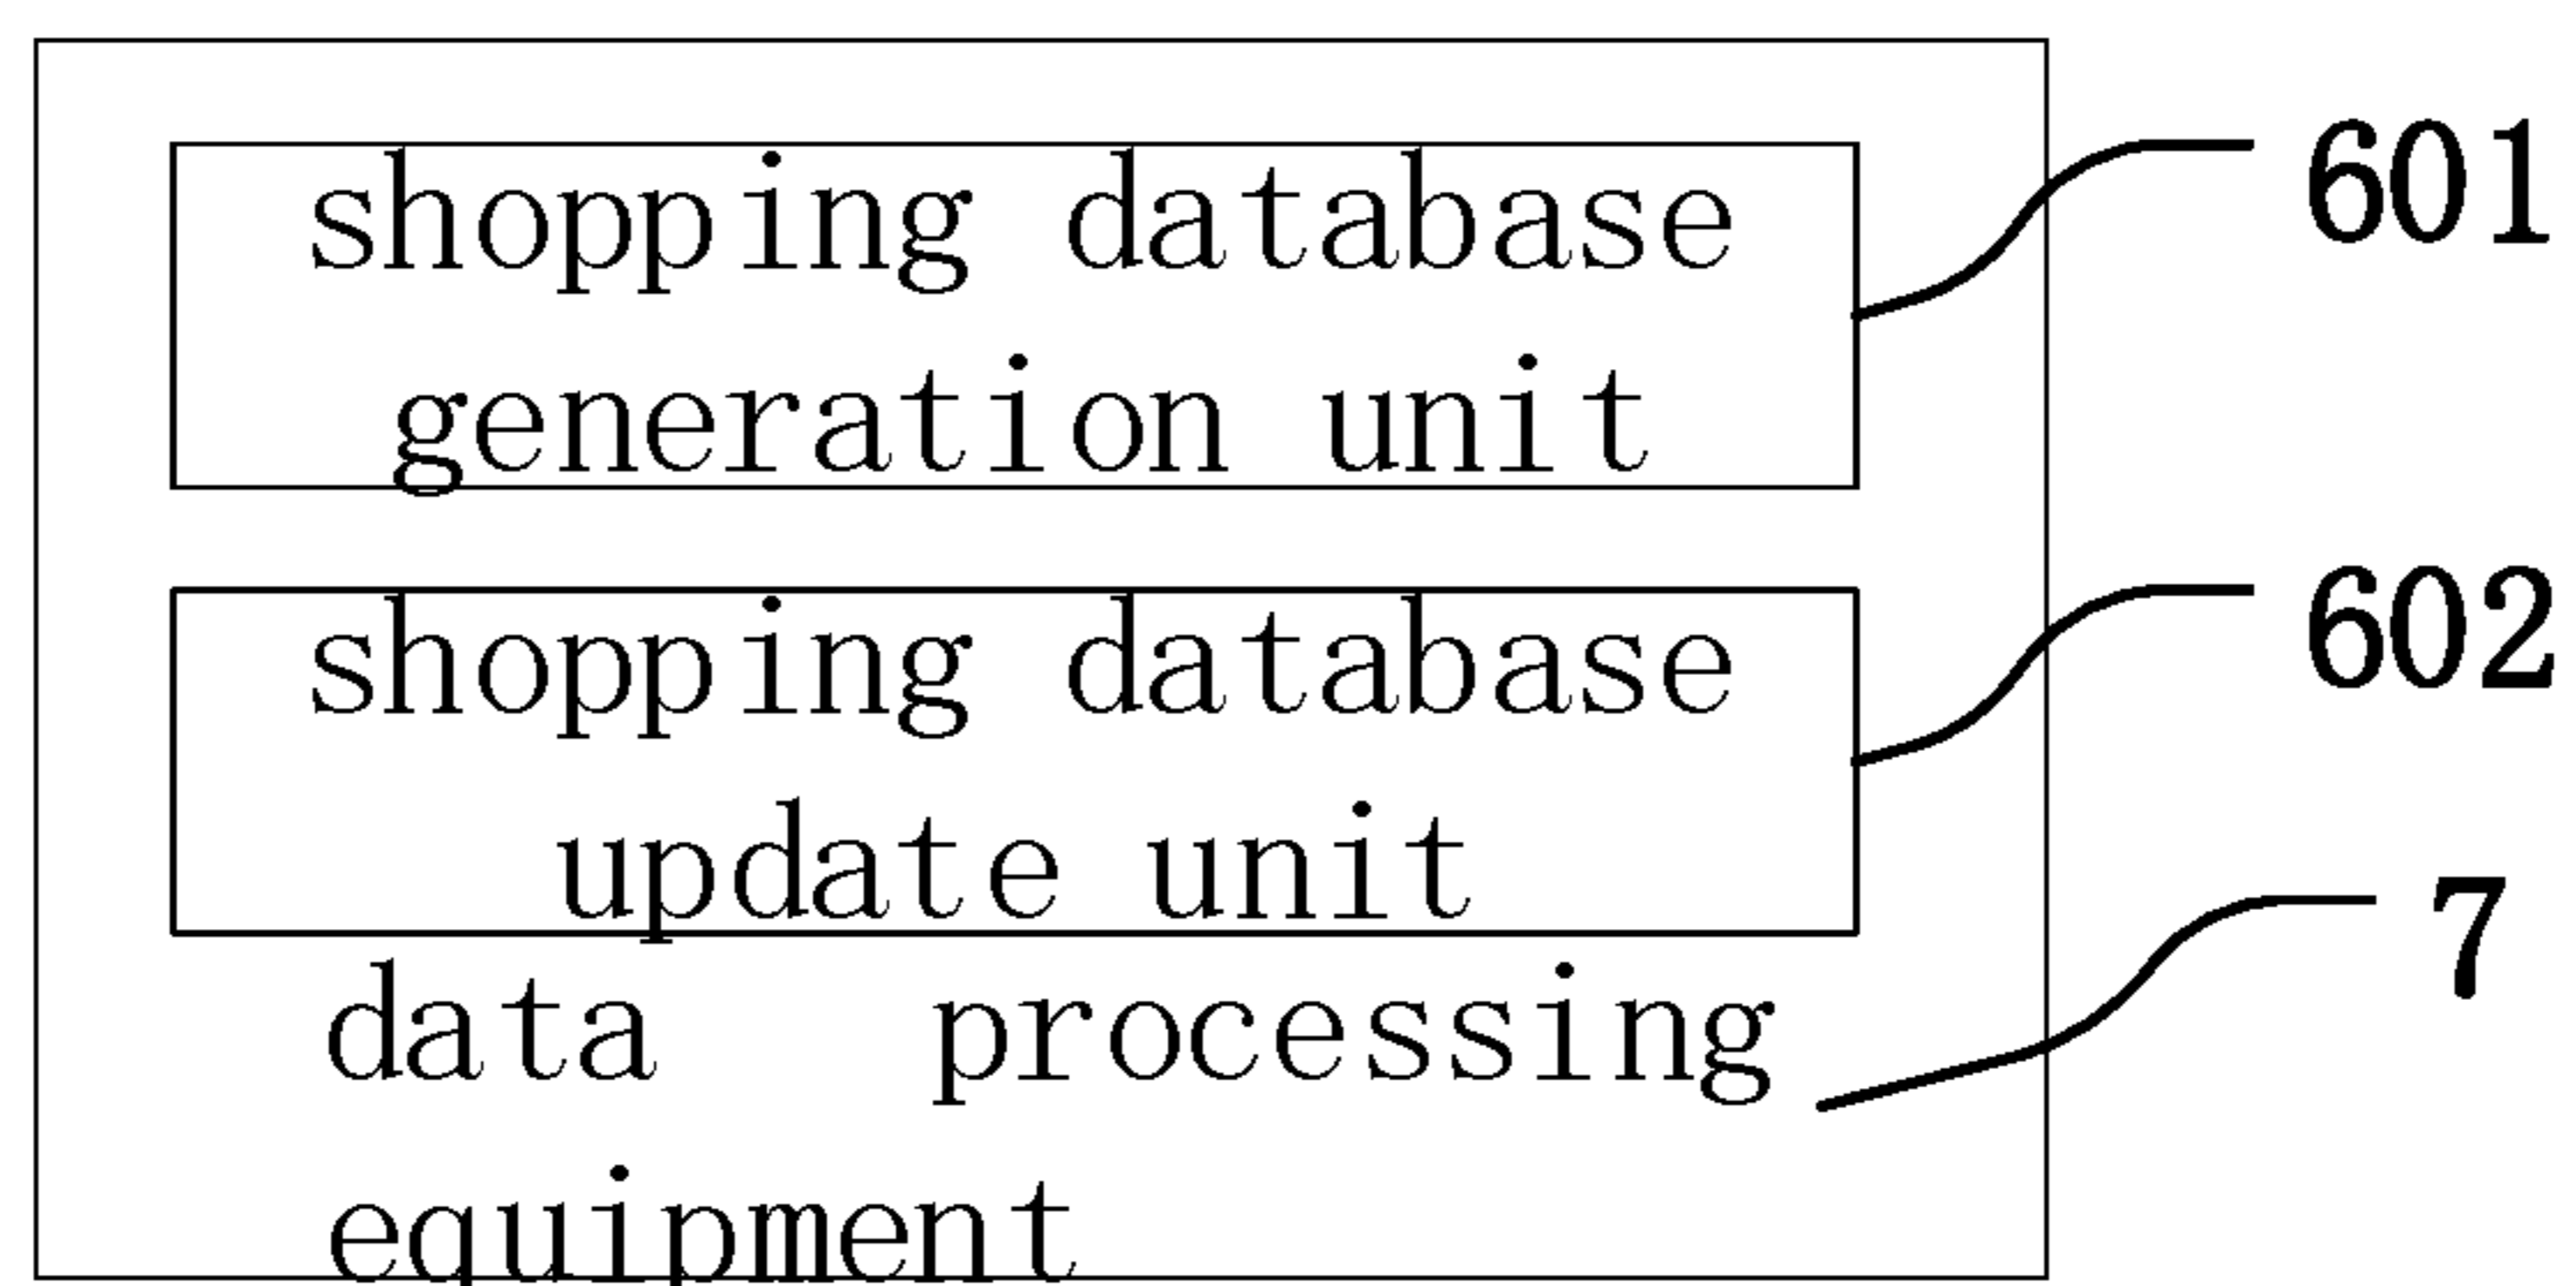 shopping database
generation unit
601
shopping database
update unit
602
data processing
equipment
7